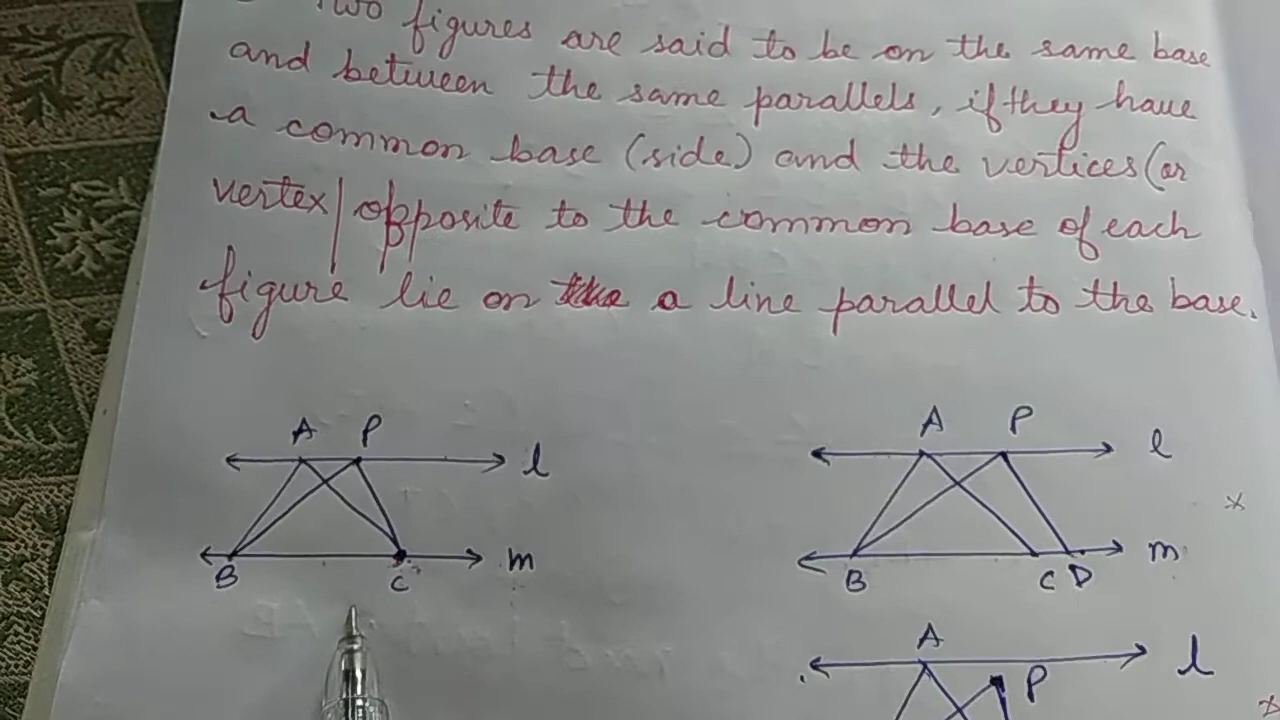 Two figures are said to be on the same base
and between the same parallels, if they have
a common base (side) and the vertices (or
vertex) opposite to the common base of each
figure lie on a line parallel to the base.
A P
l
B C
m
A P
l
x
B C D
m
A
l
P
x